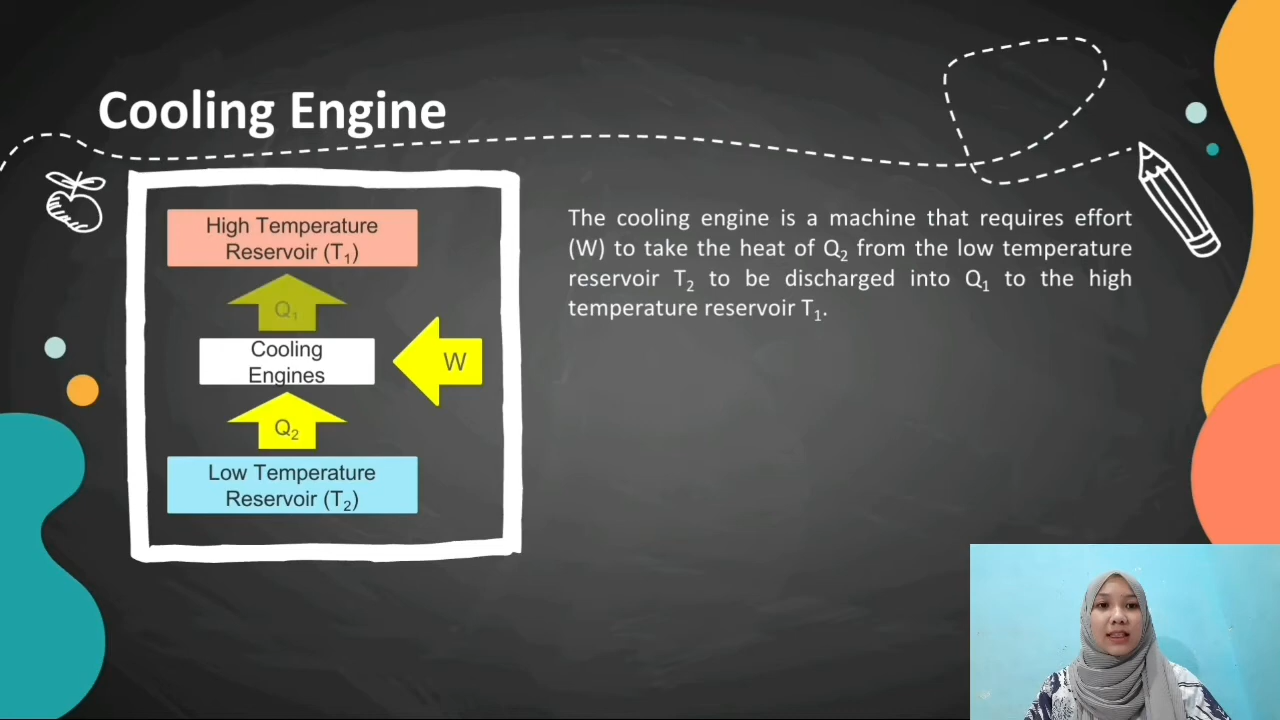 Cooling Engine
High Temperature
Reservoir (T₁)
Q₁
Cooling
Engines
W
Q₂
Low Temperature
Reservoir (T₂)
The cooling engine is a machine that requires effort
(W) to take the heat of Q₂ from the low temperature
reservoir T₂ to be discharged into Q₁ to the high
temperature reservoir T₁.